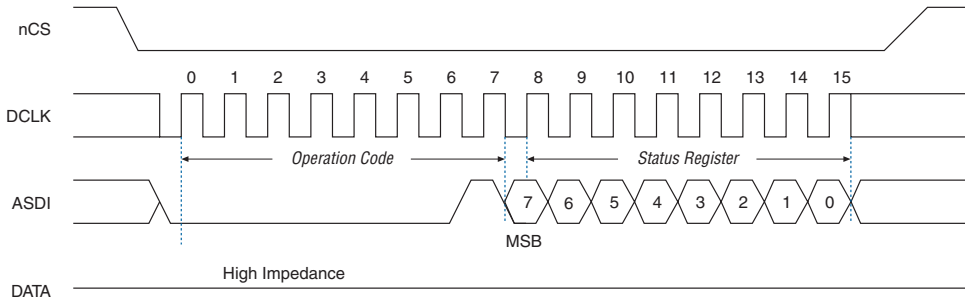 nCS
0 1 2 3 4 5 6 7 8 9 10 11 12 13 14 15
DCLK
Operation Code Status Register
ASDI 7 6 5 4 3 2 1 0
MSB
High Impedance
DATA